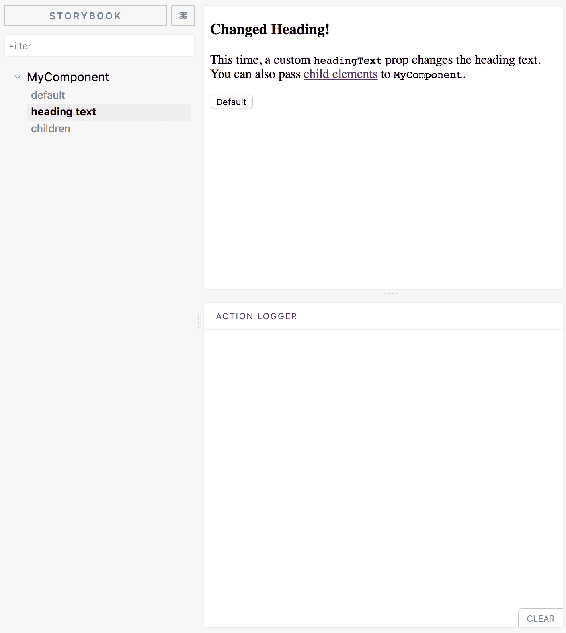 STORYBOOK ⌘
Filter
MyComponent
default
heading text
children
Changed Heading!
This time, a custom headingText prop changes the heading text.
You can also pass child elements to MyComponent.
Default
ACTION LOGGER
CLEAR